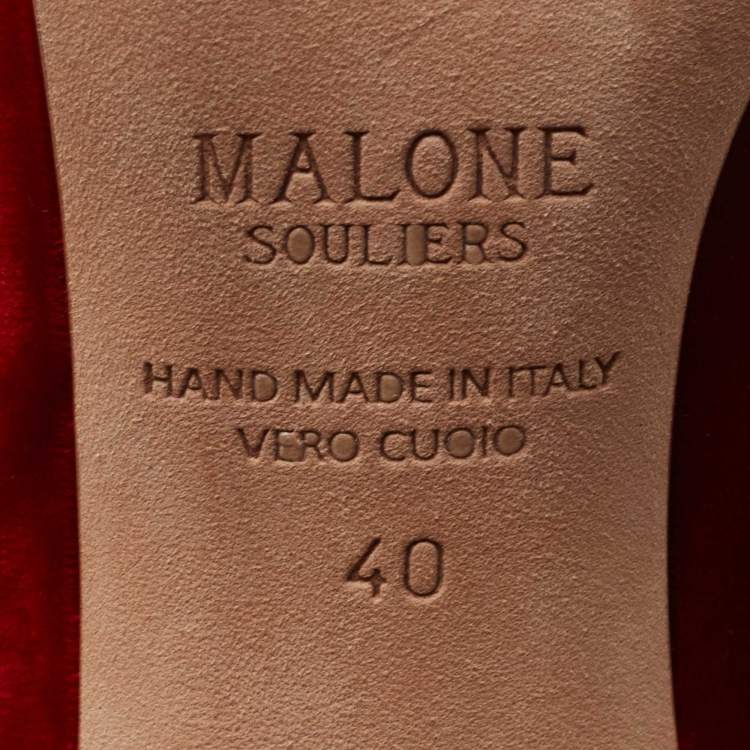 MALONE
SOULIERS
HAND MADE IN ITALY
VERO CUOIO
40